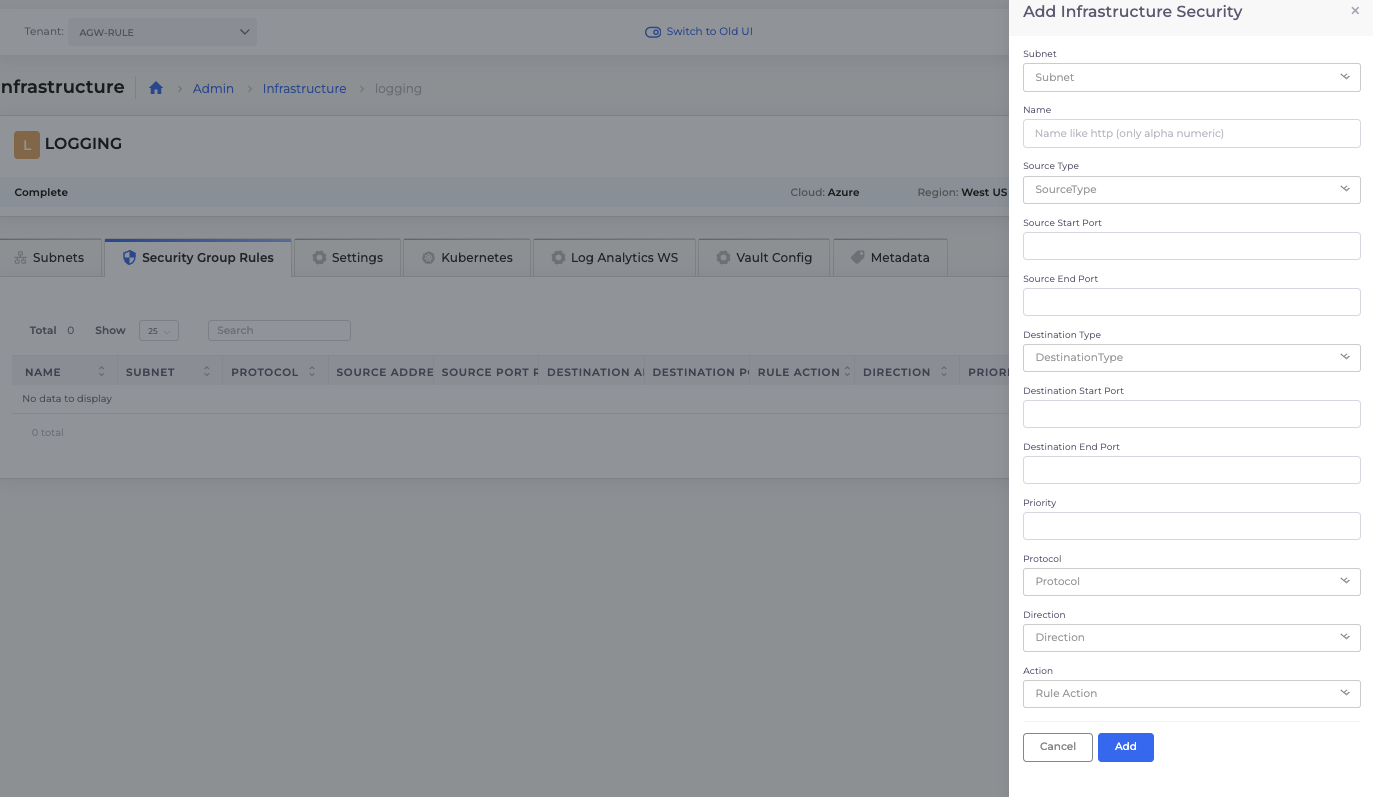 Tenant: AGW-RULE
Switch to Old UI
nfrastructure Admin Infrastructure logging
L LOGGING
Complete Cloud: Azure Region: West US
Subnets Security Group Rules Settings Kubernetes Log Analytics WS Vault Config Metadata
Total 0 Show 25 Search
NAME SUBNET PROTOCOL SOURCE ADDRE SOURCE PORT R DESTINATION A DESTINATION P RULE ACTION DIRECTION PRIORI
No data to display
0 total
Add Infrastructure Security ×
Subnet
Subnet
Name
Name like http (only alpha numeric)
Source Type
SourceType
Source Start Port
Source End Port
Destination Type
DestinationType
Destination Start Port
Destination End Port
Priority
Protocol
Protocol
Direction
Direction
Action
Rule Action
Cancel Add